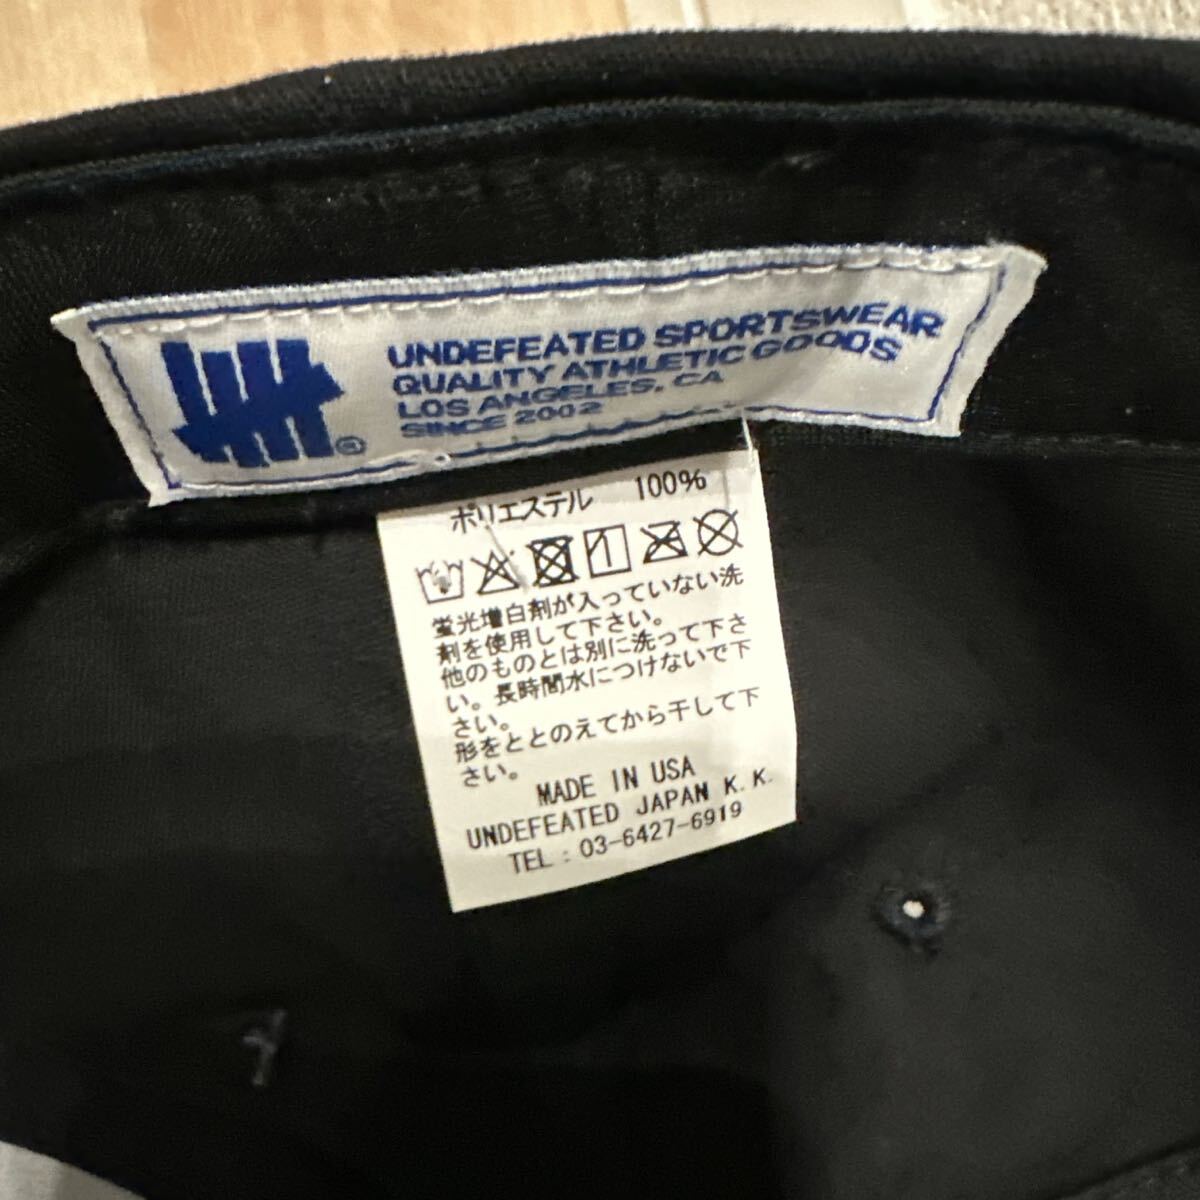 UNDEFEATED SPORTSWEAR
QUALITY ATHLETIC GOODS
LOS ANGELES, CA
SINCE 2002
®
ポリエステル 100%
蛍光増白剤が入っていない洗
剤を使用して下さい。
他のものとは別に洗って下さ
い。長時間水につけないで下
さい。
形をととのえてから干して下
さい。
MADE IN USA
UNDEFEATED JAPAN K.K.
TEL：03-6427-6919